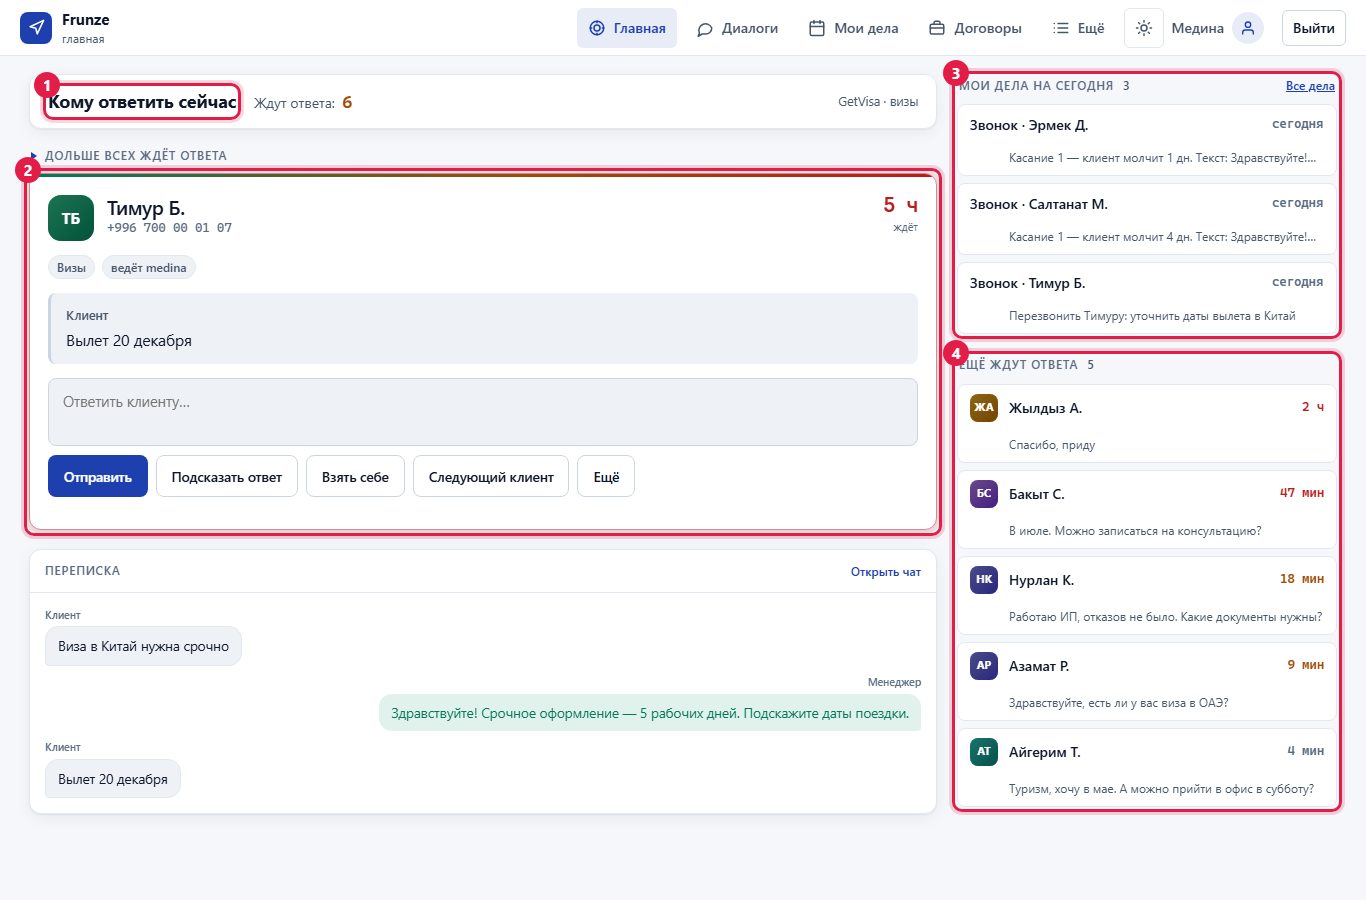 Frunze
главная
Главная
Диалоги
Мои дела
Договоры
Ещё
Медина
Выйти
1
Кому ответить сейчас
Ждут ответа: 6
GetVisa · визы
ДОЛЬШЕ ВСЕХ ЖДЁТ ОТВЕТА
2
ТБ
Тимур Б.
+996 700 00 01 07
5 ч
ждёт
Визы
ведёт medina
Клиент
Вылет 20 декабря
Ответить клиенту...
Отправить
Подсказать ответ
Взять себе
Следующий клиент
Ещё
ПЕРЕПИСКА
Открыть чат
Клиент
Виза в Китай нужна срочно
Менеджер
Здравствуйте! Срочное оформление — 5 рабочих дней. Подскажите даты поездки.
Клиент
Вылет 20 декабря
3
МОИ ДЕЛА НА СЕГОДНЯ 3
Все дела
Звонок · Эрмек Д.
сегодня
Касание 1 — клиент молчит 1 дн. Текст: Здравствуйте!...
Звонок · Салтанат М.
сегодня
Касание 1 — клиент молчит 4 дн. Текст: Здравствуйте!...
Звонок · Тимур Б.
сегодня
Перезвонить Тимуру: уточнить даты вылета в Китай
4
ЕЩЁ ЖДУТ ОТВЕТА 5
ЖА
Жылдыз А.
2 ч
Спасибо, приду
БС
Бакыт С.
47 мин
В июле. Можно записаться на консультацию?
НК
Нурлан К.
18 мин
Работаю ИП, отказов не было. Какие документы нужны?
АР
Азамат Р.
9 мин
Здравствуйте, есть ли у вас виза в ОАЭ?
АТ
Айгерим Т.
4 мин
Туризм, хочу в мае. А можно прийти в офис в субботу?